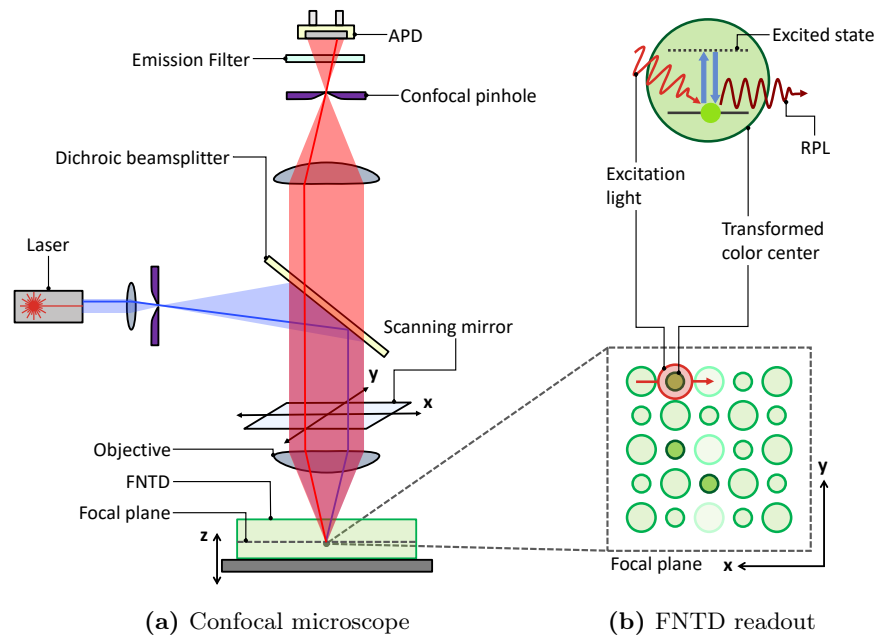 APD
Emission Filter
Confocal pinhole
Dichroic beamsplitter
Laser
Scanning mirror
y
x
Objective
FNTD
Focal plane
z
(a) Confocal microscope
Excited state
RPL
Excitation
light
Transformed
color center
y
x
Focal plane
(b) FNTD readout